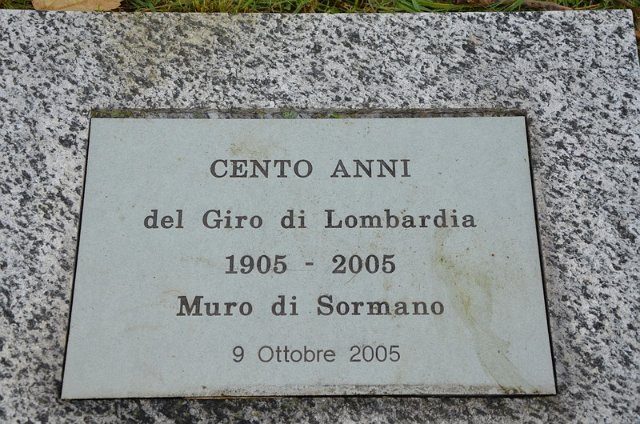 CENTO ANNI
del Giro di Lombardia
1905 - 2005
Muro di Sormano
9 Ottobre 2005